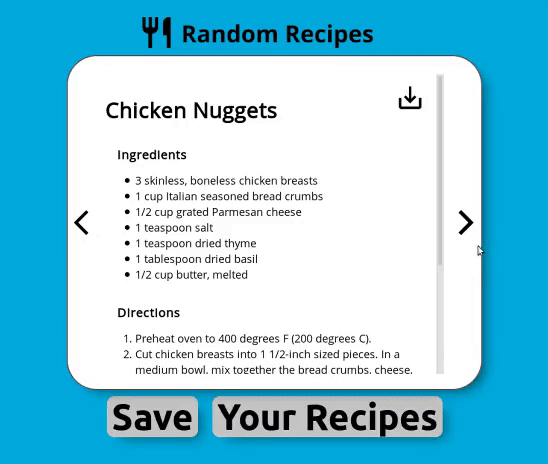 Random Recipes
Chicken Nuggets
Ingredients
3 skinless, boneless chicken breasts
1 cup Italian seasoned bread crumbs
1/2 cup grated Parmesan cheese
1 teaspoon salt
1 teaspoon dried thyme
1 tablespoon dried basil
1/2 cup butter, melted
Directions
1. Preheat oven to 400 degrees F (200 degrees C).
2. Cut chicken breasts into 1 1/2-inch sized pieces. In a
medium bowl, mix together the bread crumbs, cheese,
Save Your Recipes